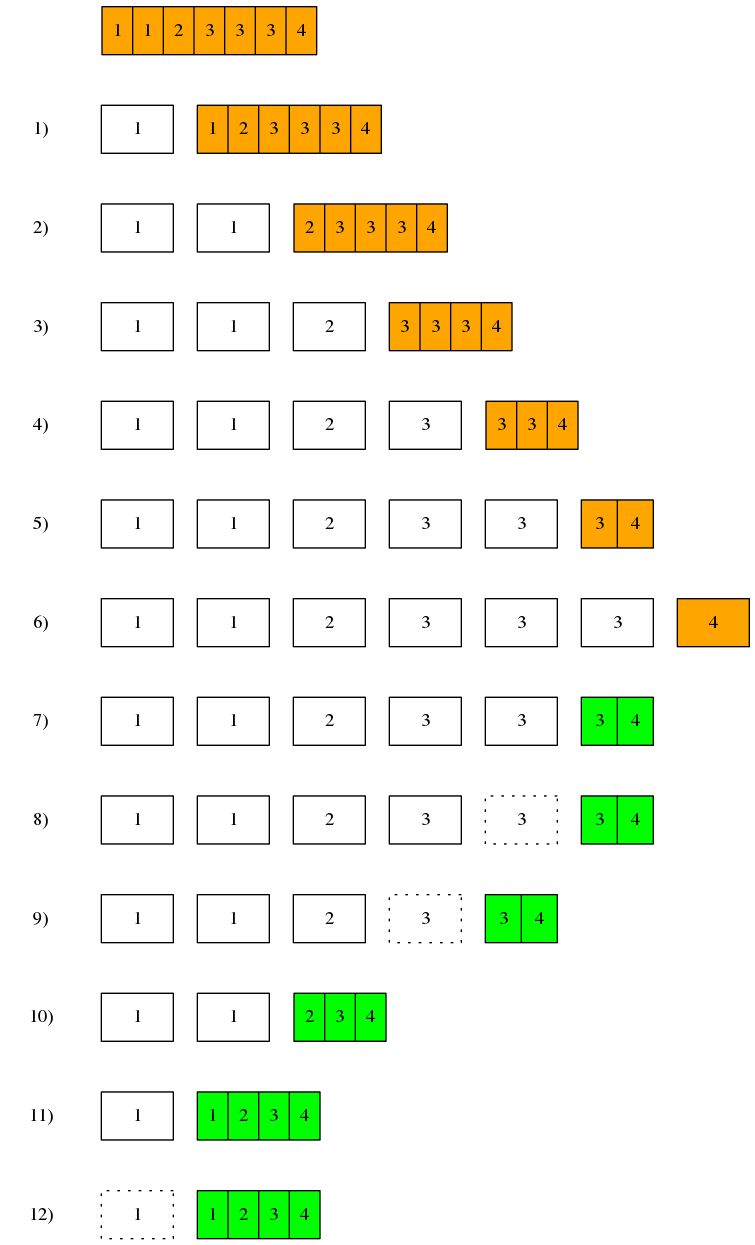 1 1 2 3 3 3 4
1) 1 1 2 3 3 3 4
2) 1 1 2 3 3 3 4
3) 1 1 2 3 3 3 4
4) 1 1 2 3 3 3 4
5) 1 1 2 3 3 3 4
6) 1 1 2 3 3 3 4
7) 1 1 2 3 3 3 4
8) 1 1 2 3 3 3 4
9) 1 1 2 3 3 4
10) 1 1 2 3 4
11) 1 1 2 3 4
12) 1 1 2 3 4